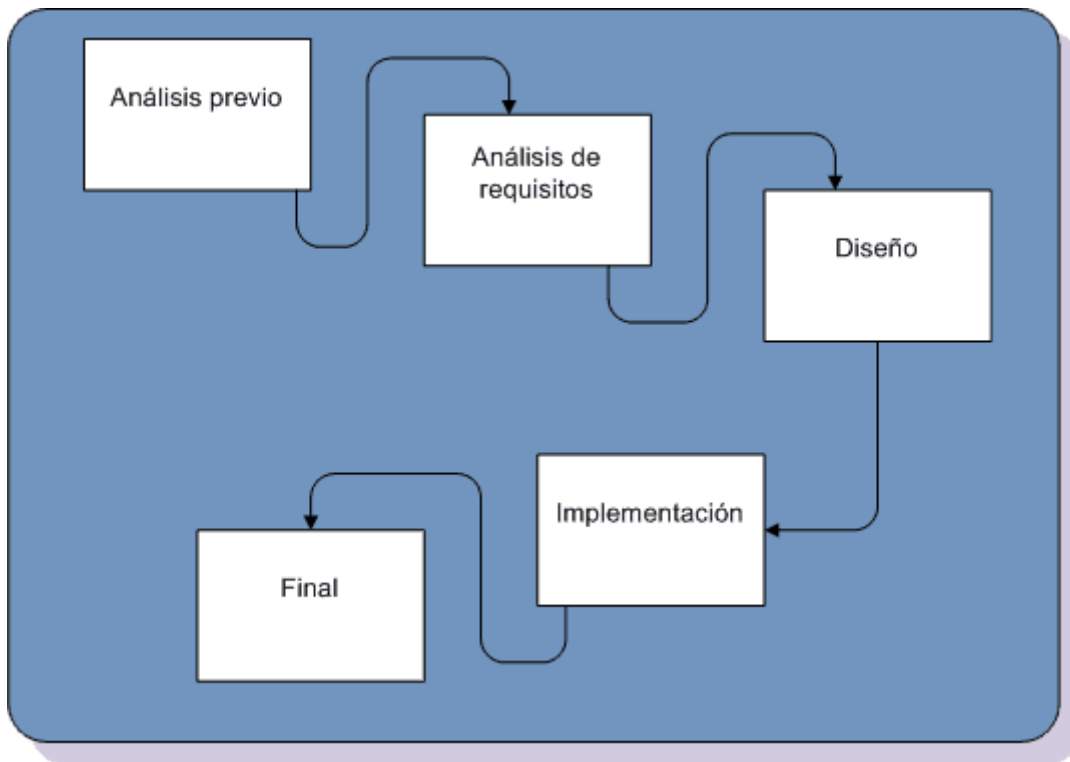 Análisis previo
Análisis de
requisitos
Diseño
Implementación
Final